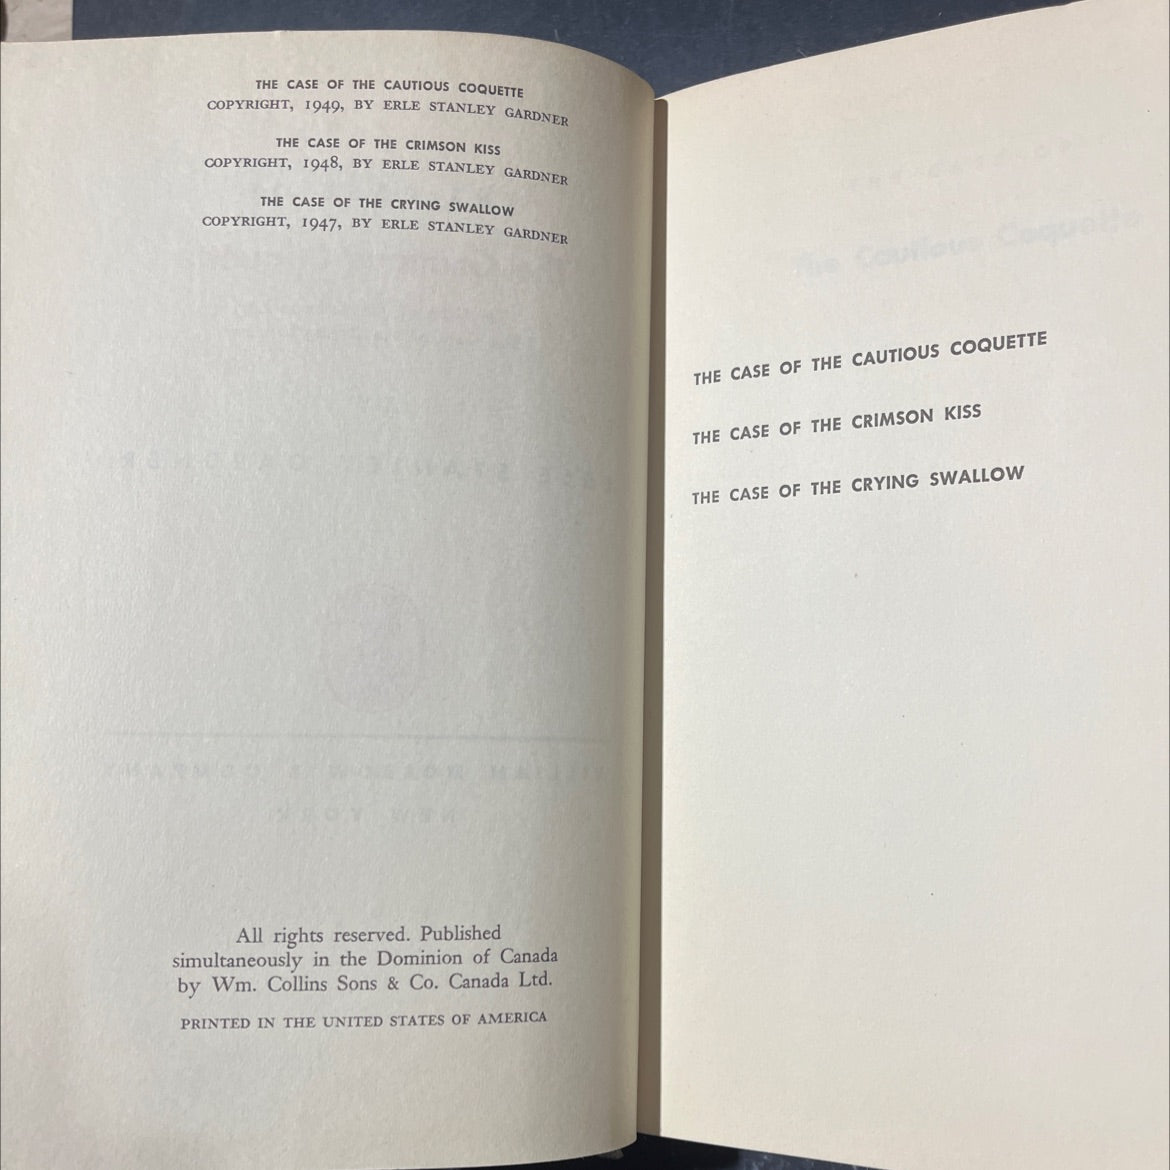 THE CASE OF THE CAUTIOUS COQUETTE
COPYRIGHT, 1949, BY ERLE STANLEY GARDNER
THE CASE OF THE CRIMSON KISS
COPYRIGHT, 1948, BY ERLE STANLEY GARDNER
THE CASE OF THE CRYING SWALLOW
COPYRIGHT, 1947, BY ERLE STANLEY GARDNER
All rights reserved. Published
simultaneously in the Dominion of Canada
by Wm. Collins Sons & Co. Canada Ltd.
PRINTED IN THE UNITED STATES OF AMERICA
The Cautious Coquette
THE CASE OF THE CAUTIOUS COQUETTE
THE CASE OF THE CRIMSON KISS
THE CASE OF THE CRYING SWALLOW